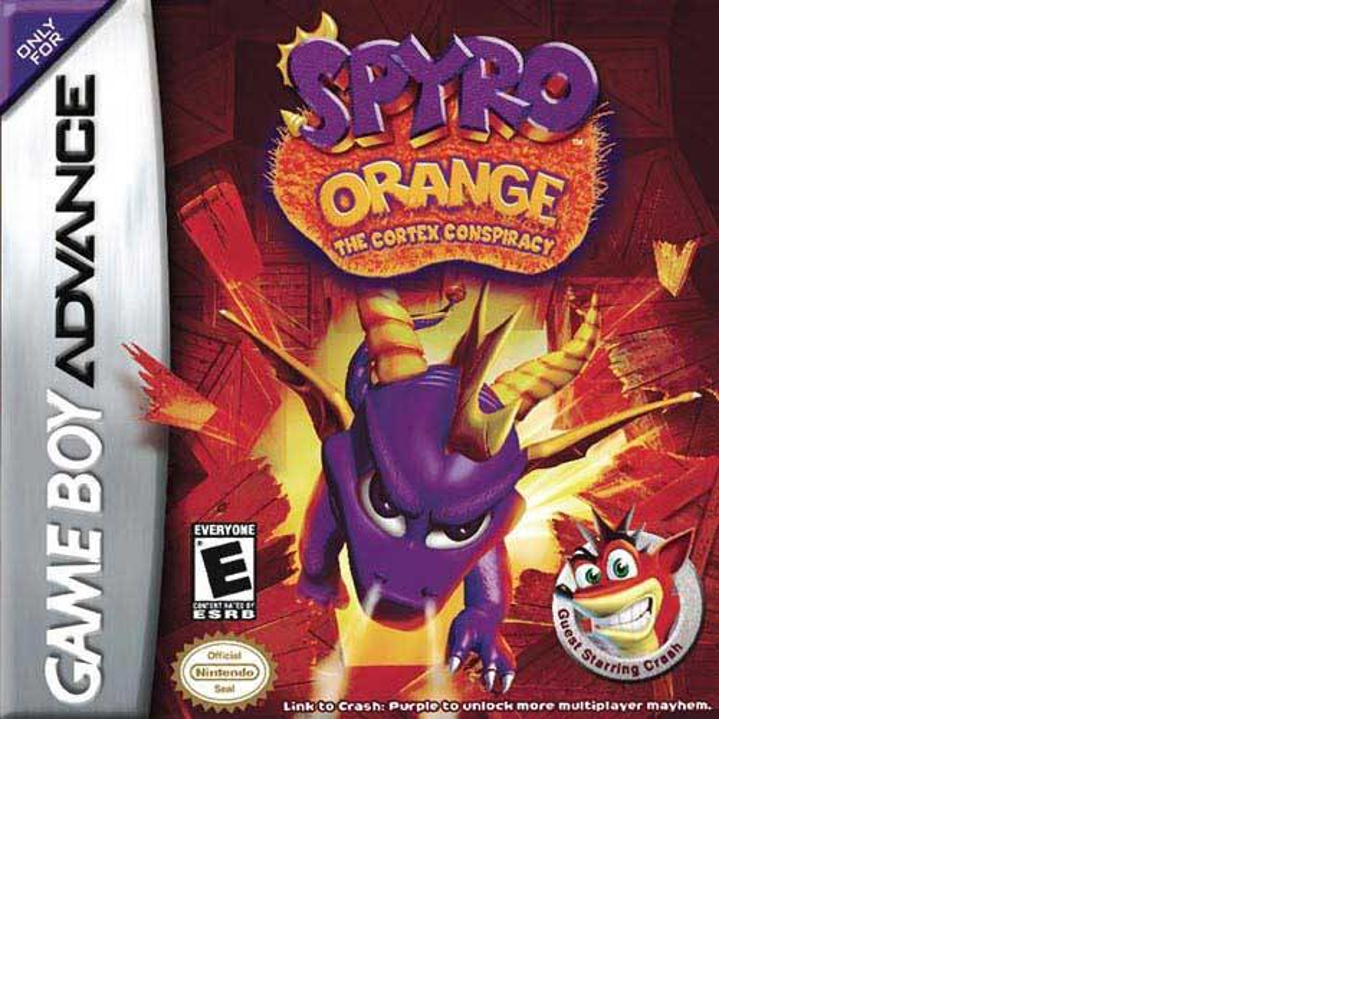 ONLY
FOR
GAME BOY ADVANCE
SPYRO
™
ORANGE
THE CORTEX CONSPIRACY
EVERYONE
E
CONTENT RATED BY
ESRB
Official
Nintendo
Seal
Guest Starring Crash
Link to Crash: Purple to unlock more multiplayer mayhem.